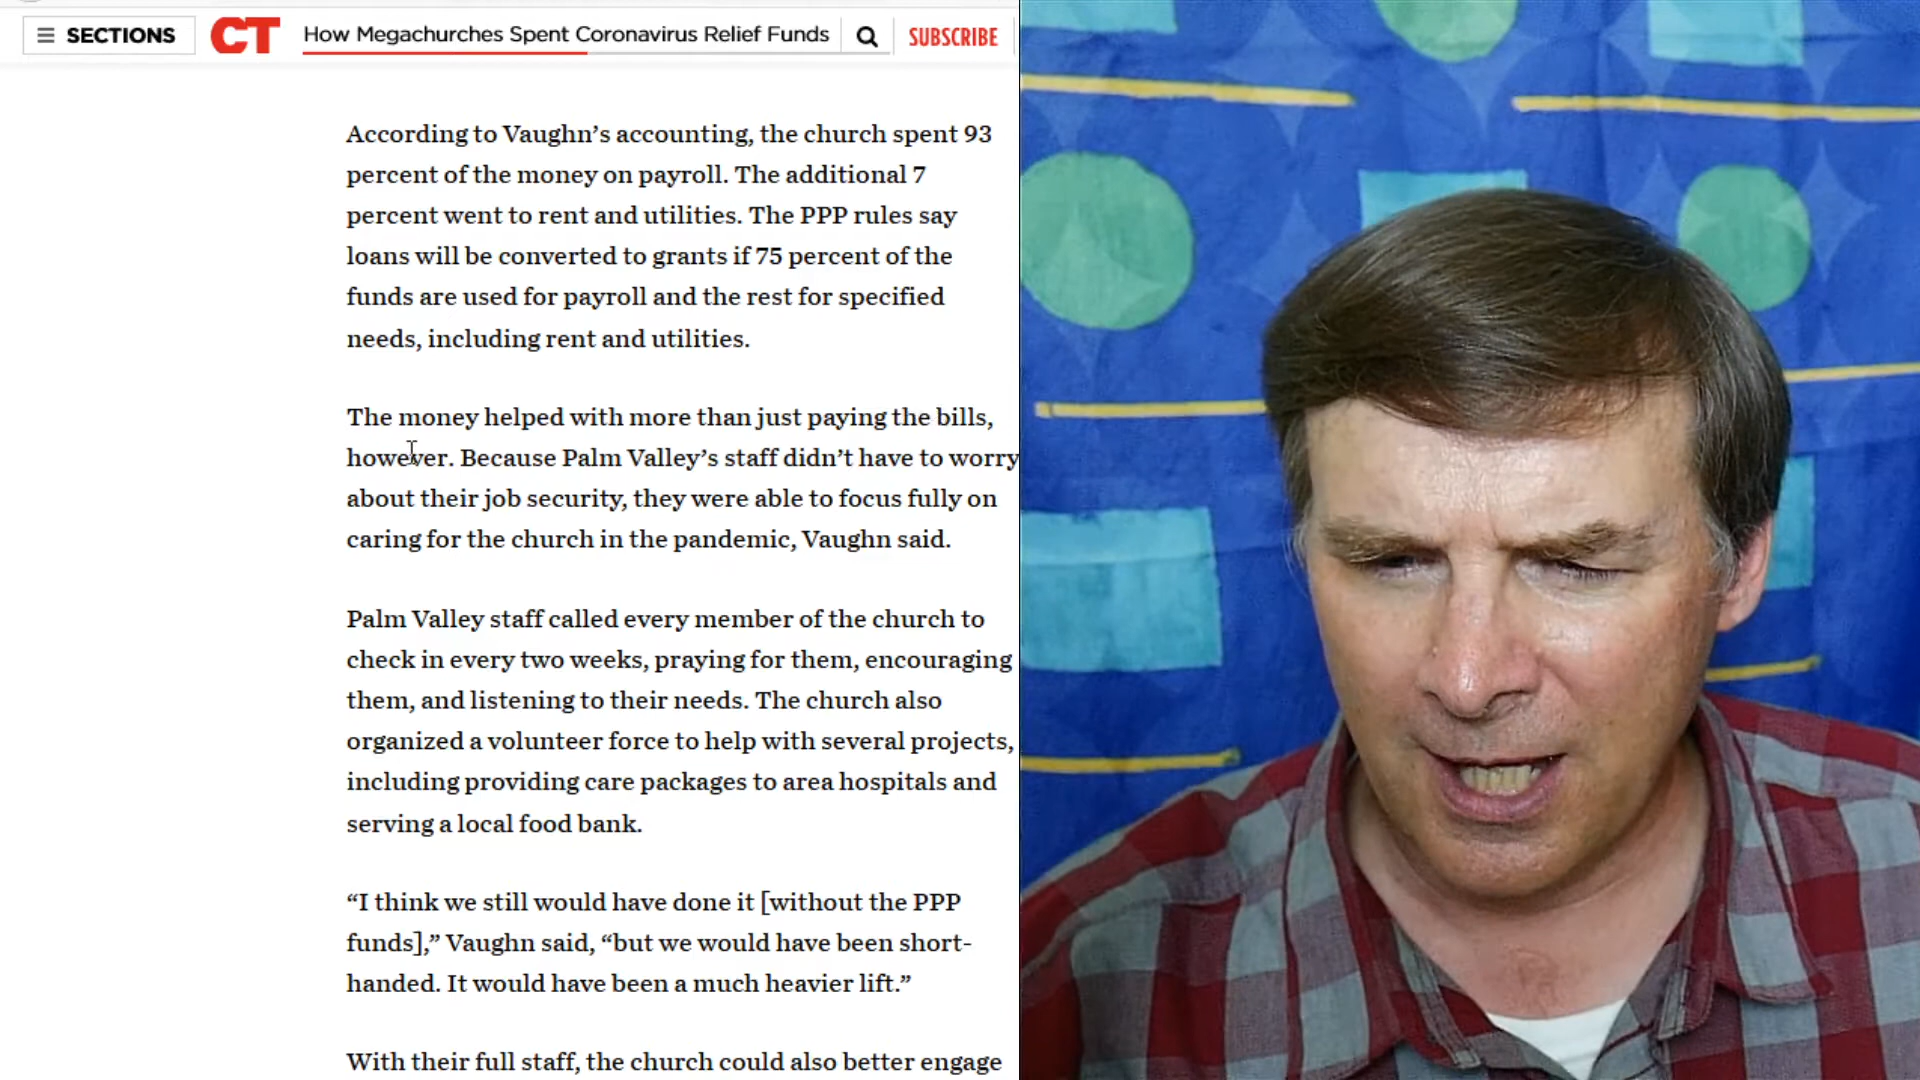 SECTIONS
CT
How Megachurches Spent Coronavirus Relief Funds
SUBSCRIBE
According to Vaughn’s accounting, the church spent 93
percent of the money on payroll. The additional 7
percent went to rent and utilities. The PPP rules say
loans will be converted to grants if 75 percent of the
funds are used for payroll and the rest for specified
needs, including rent and utilities.
The money helped with more than just paying the bills,
however. Because Palm Valley’s staff didn’t have to worry
about their job security, they were able to focus fully on
caring for the church in the pandemic, Vaughn said.
Palm Valley staff called every member of the church to
check in every two weeks, praying for them, encouraging
them, and listening to their needs. The church also
organized a volunteer force to help with several projects,
including providing care packages to area hospitals and
serving a local food bank.
“I think we still would have done it [without the PPP
funds],” Vaughn said, “but we would have been short-
handed. It would have been a much heavier lift.”
With their full staff, the church could also better engage